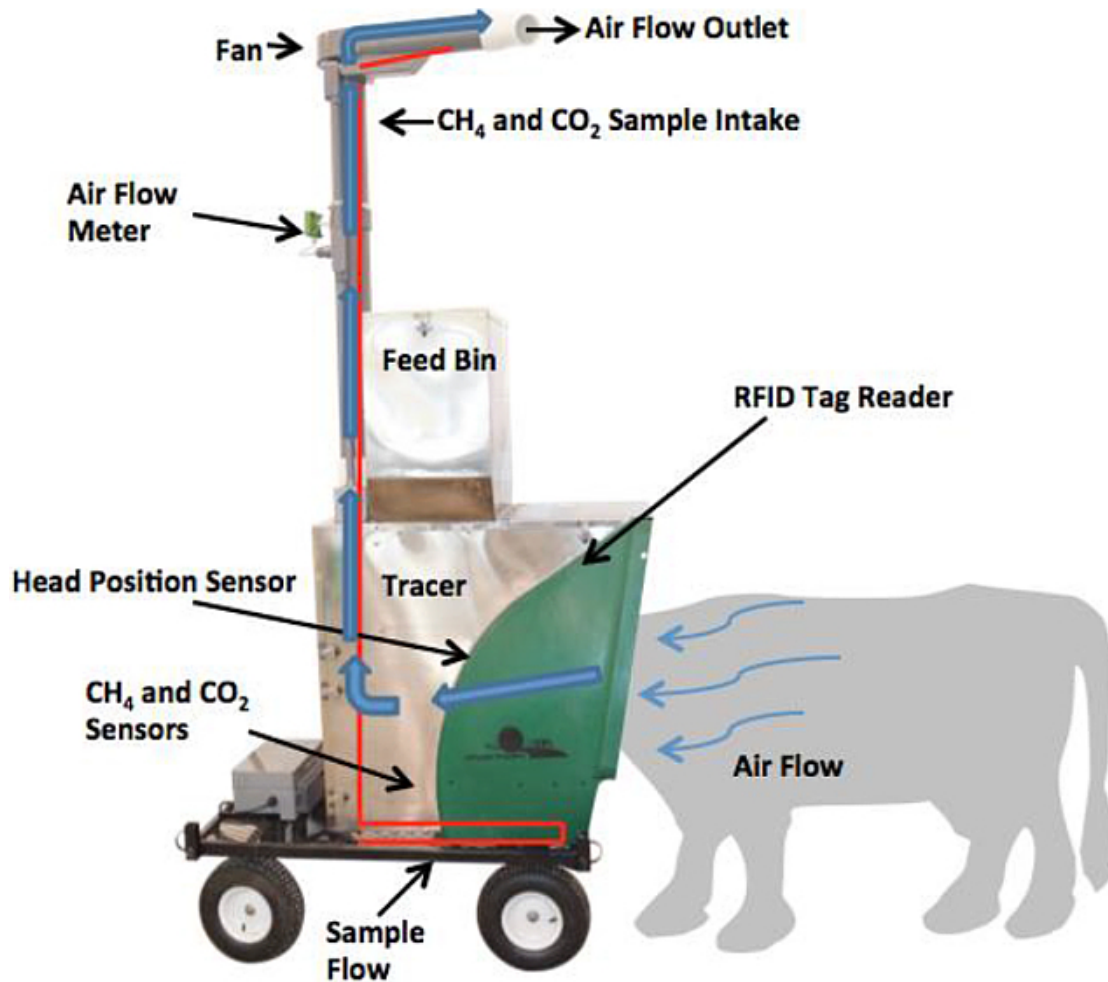 Air Flow Outlet
Fan
CH₄ and CO₂ Sample Intake
Air Flow
Meter
Feed Bin
RFID Tag Reader
Head Position Sensor
Tracer
CH₄ and CO₂
Sensors
Air Flow
Sample
Flow